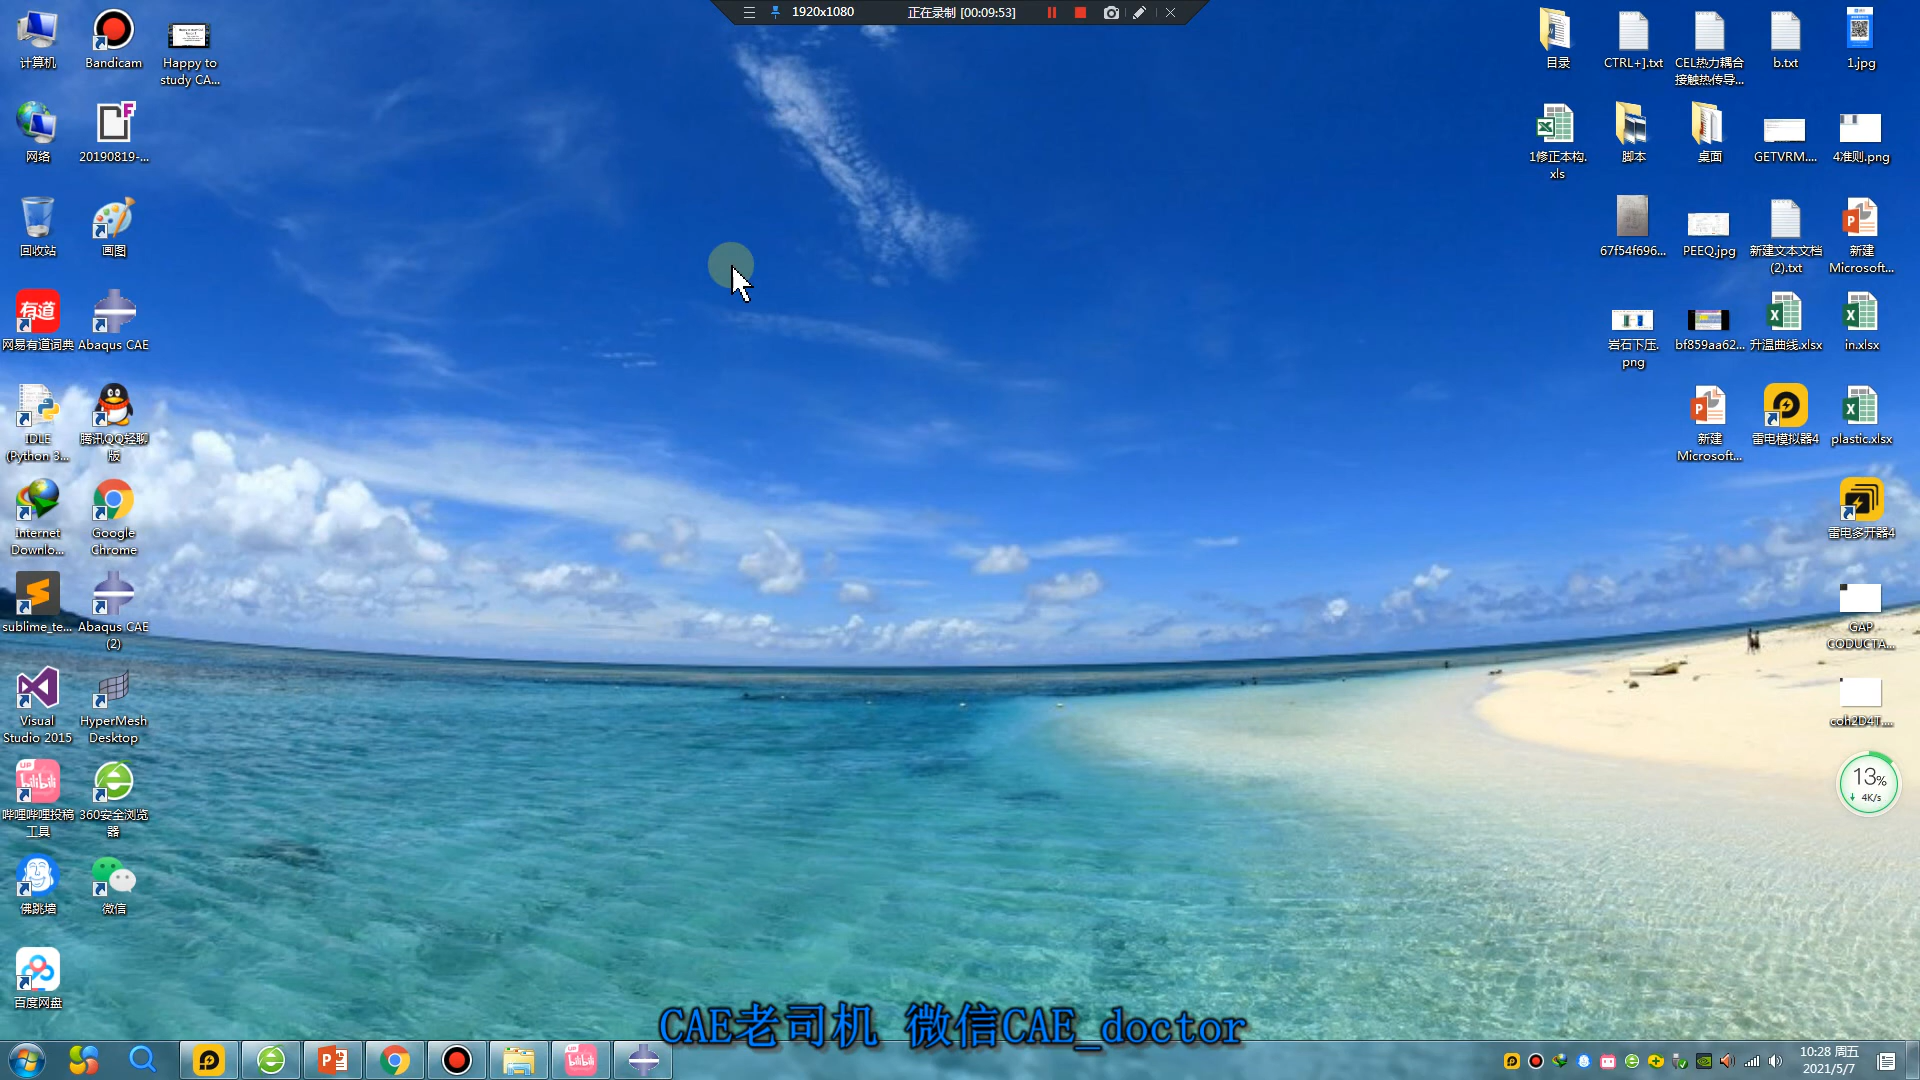 1920x1080
正在录制 [00:09:53]
计算机
Bandicam
Happy to
study CA...
网络
20190819-...
回收站
画图
有道
网易有道词典
Abaqus CAE
IDLE
(Python 3...
腾讯QQ轻聊
版
Internet
Downlo...
Google
Chrome
sublime_te...
Abaqus CAE
(2)
Visual
Studio 2015
HyperMesh
Desktop
UP
bilibili
哔哩哔哩投稿
工具
360安全浏览
器
佛跳墙
微信
百度网盘
目录
CTRL+].txt
CEL热力耦合
接触热传导...
b.txt
1.jpg
1修正本构.
xls
脚本
桌面
GETVRM....
4准则.png
67f54f696...
PEEQ.jpg
新建文本文档
(2).txt
新建
Microsoft...
岩石下压.
png
bf859aa62...
升温曲线.xlsx
in.xlsx
新建
Microsoft...
雷电模拟器4
plastic.xlsx
雷电多开器4
GAP
CODUCTA...
coh2D4T....
13%
4K/s
CAE老司机 微信CAE_doctor
10:28 周五
2021/5/7